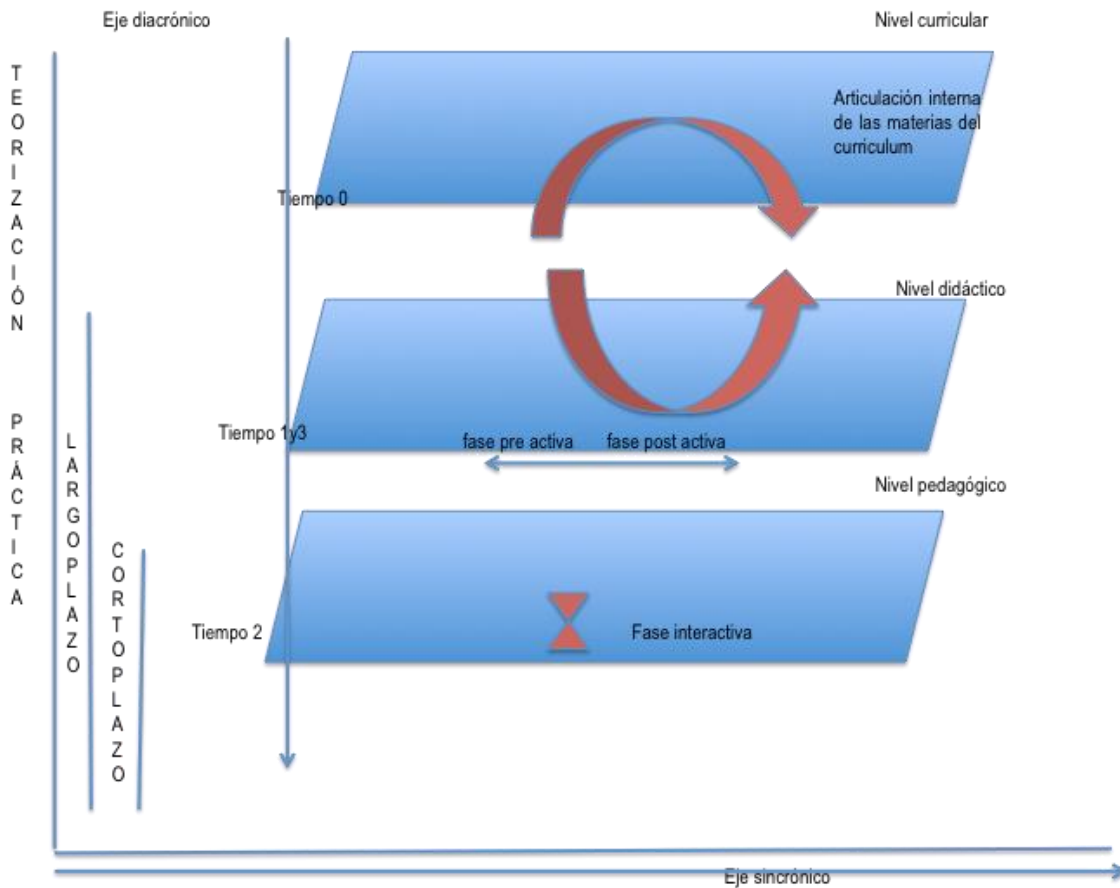 Eje diacrónico
Nivel curricular
TEORIZACIÓN PRÁCTICA
Articulación interna
de las materias del
curriculum
Tiempo 0
Nivel didáctico
LARGOPLAZO
Tiempo 1y3
fase pre activa
fase post activa
Nivel pedagógico
CORTOPLAZO
Tiempo 2
Fase interactiva
Eje sincrónico